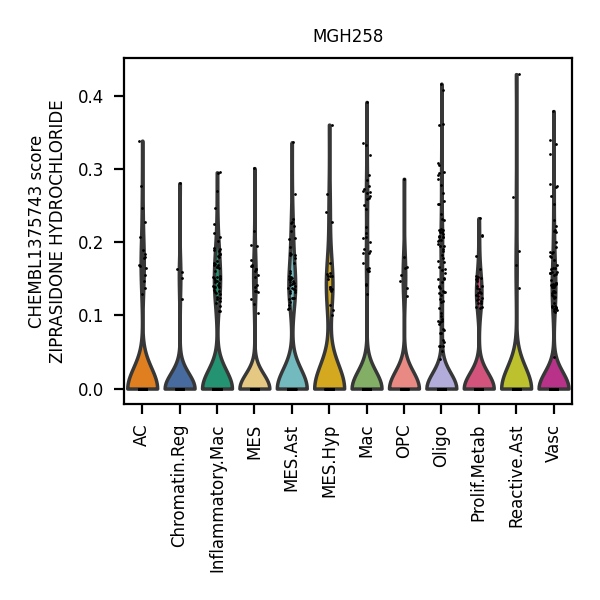 MGH258
CHEMBL1375743 score
ZIPRASIDONE HYDROCHLORIDE
0.4
0.3
0.2
0.1
0.0
AC
Chromatin.Reg
Inflammatory.Mac
MES
MES.Ast
MES.Hyp
Mac
OPC
Oligo
Prolif.Metab
Reactive.Ast
Vasc